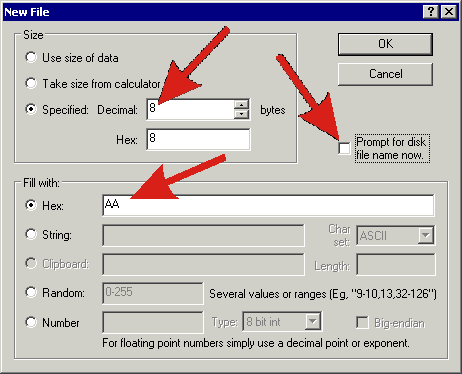 New File
Size
OK
Use size of data
Take size from calculator
Cancel
Specified: Decimal: 8 bytes
Hex: 8
Prompt for disk
file name now.
Fill with:
Hex: AA
String: Char
set: ASCII
Clipboard: Length:
Random: 0-255 Several values or ranges (Eg, "9-10,13,32-126")
Number Type: 8 bit int Big-endian
For floating point numbers simply use a decimal point or exponent.